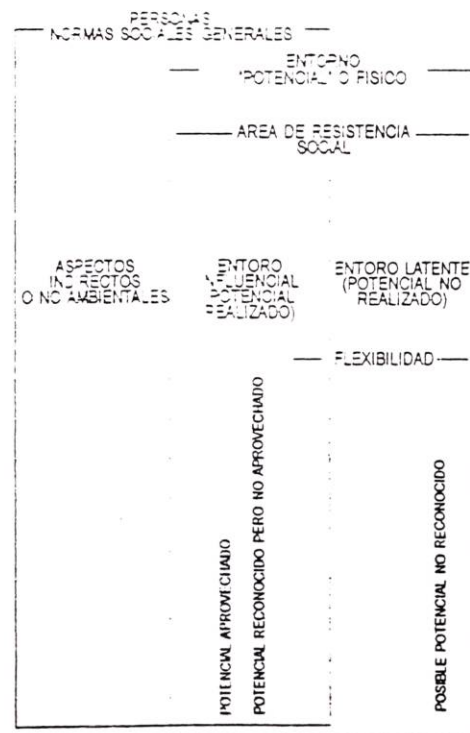 PERSONAS
NORMAS SOCIALES GENERALES
ENTORNO
"POTENCIAL" O FISICO
AREA DE RESISTENCIA
SOCIAL
ASPECTOS
INDIRECTOS
O NO AMBIENTALES
ENTORO
INFLUENCIAL
(POTENCIAL
REALIZADO)
ENTORO LATENTE
(POTENCIAL NO
REALIZADO)
FLEXIBILIDAD
POTENCIAL APROVECHADO
POTENCIAL RECONOCIDO PERO NO APROVECHADO
POSIBLE POTENCIAL NO RECONOCIDO